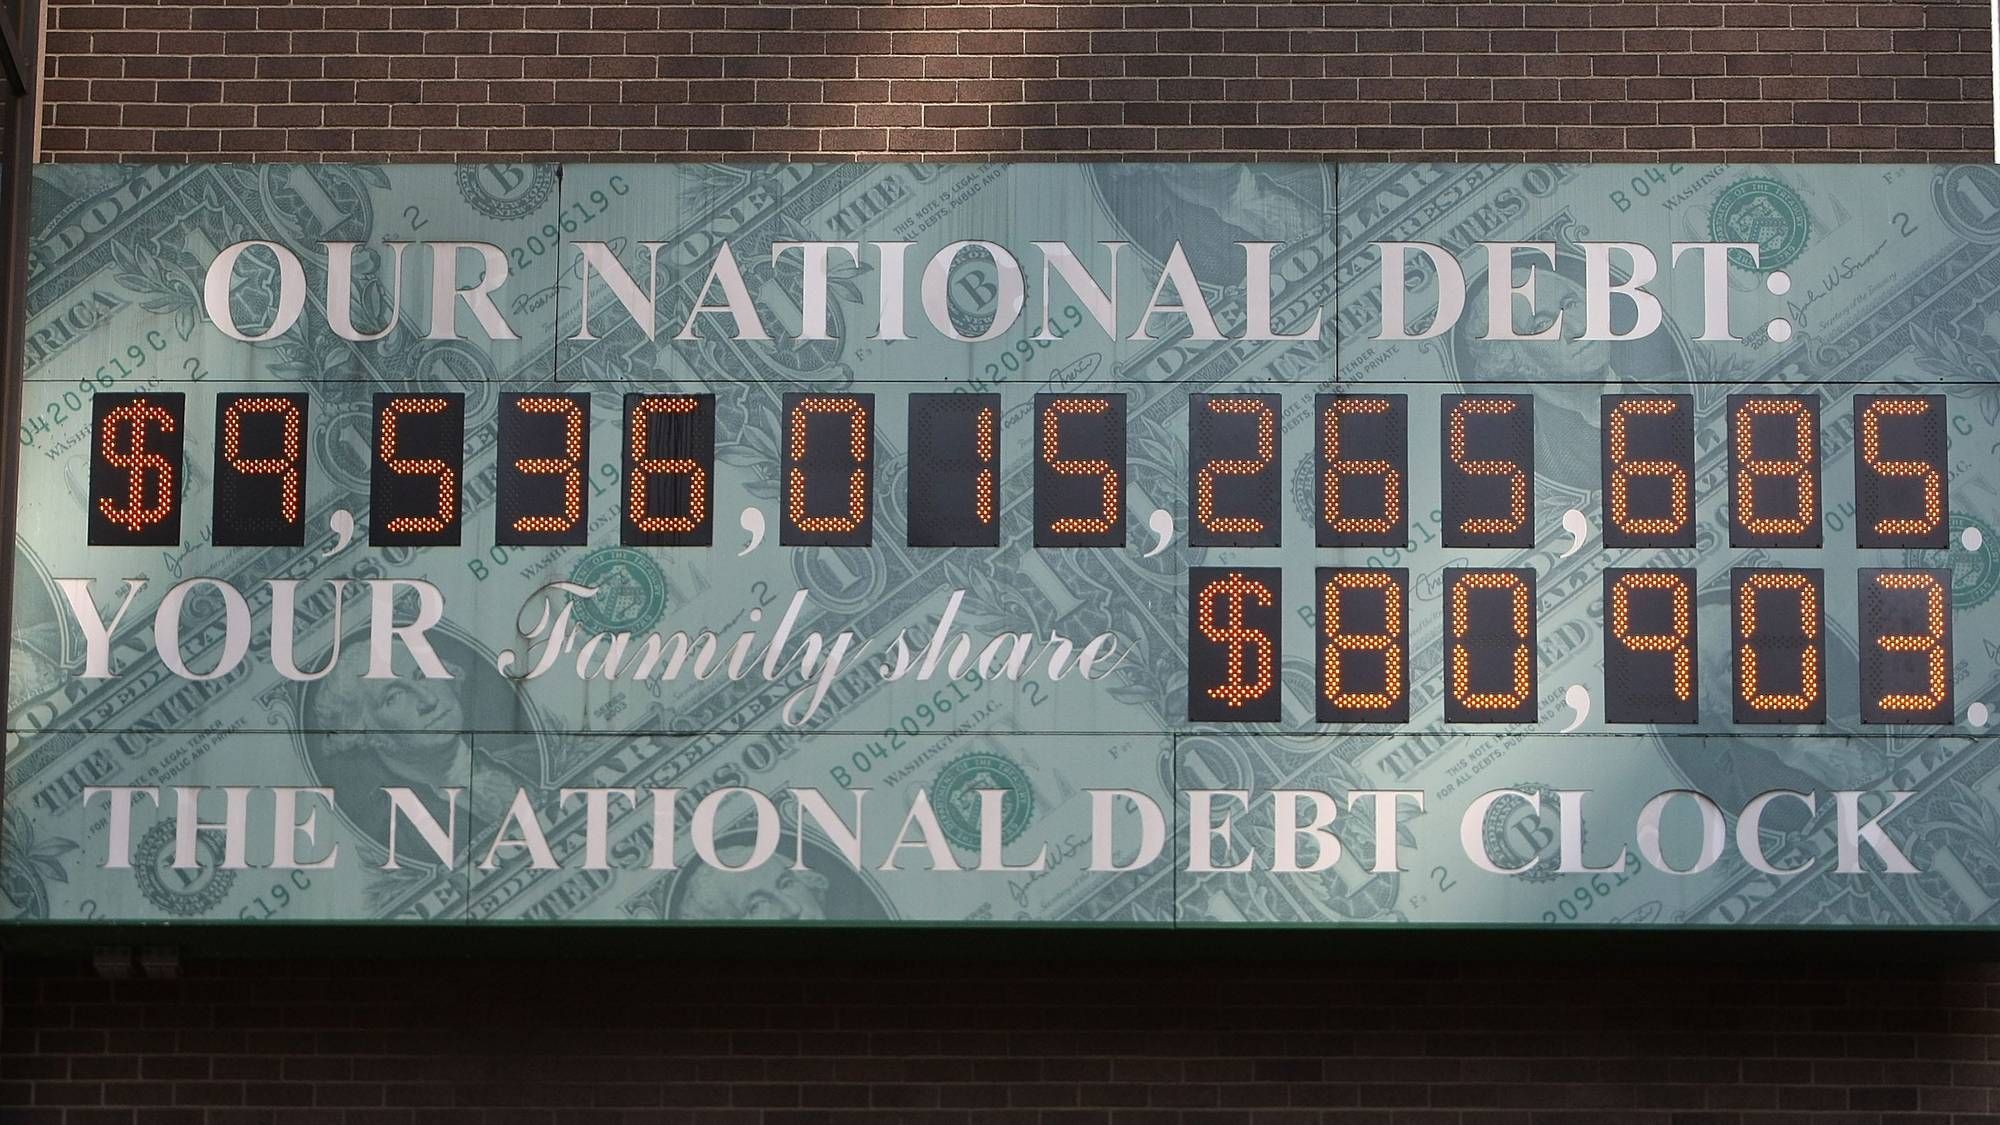 OUR NATIONAL DEBT:
$9,536,015,265,685.
YOUR Family share $80,903.
THE NATIONAL DEBT CLOCK